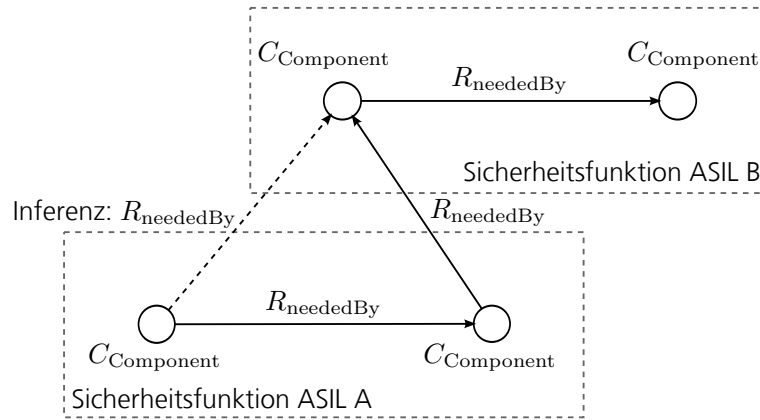 C_Component
C_Component
R_neededBy
Sicherheitsfunktion ASIL B
Inferenz: R_neededBy
R_neededBy
R_neededBy
C_Component
C_Component
Sicherheitsfunktion ASIL A